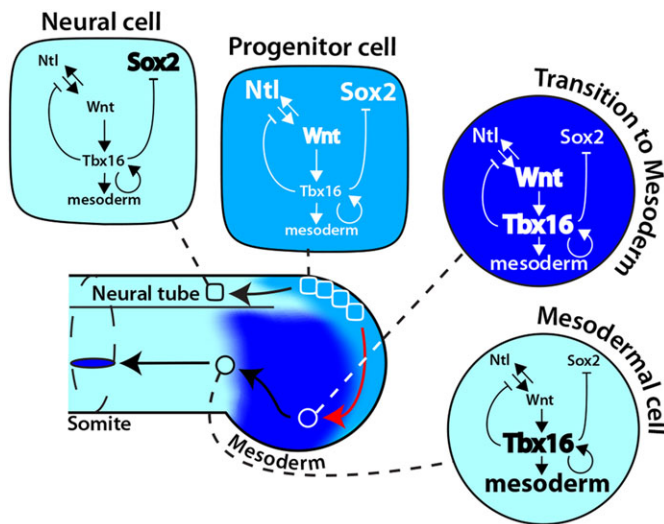 Neural cell
Ntl
Sox2
Wnt
Tbx16
mesoderm
Progenitor cell
Ntl
Sox2
Wnt
Tbx16
mesoderm
Transition to Mesoderm
Ntl
Sox2
Wnt
Tbx16
mesoderm
Neural tube
Somite
Mesoderm
Mesodermal cell
Ntl
Sox2
Wnt
Tbx16
mesoderm